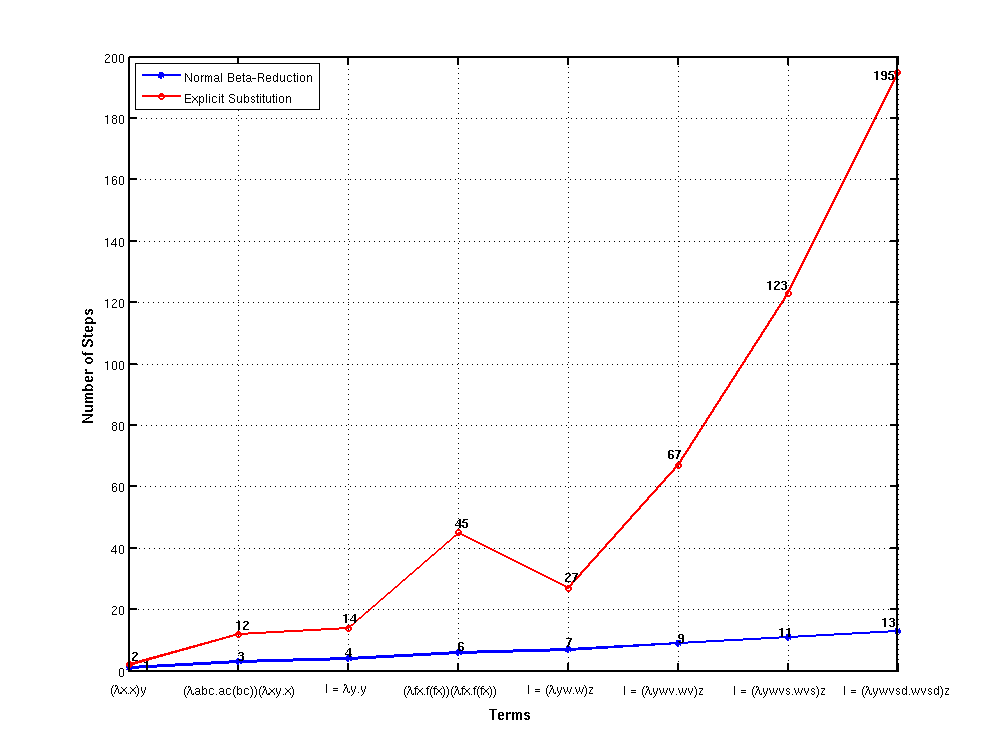 200
180
160
140
120
100
80
60
40
20
0
Number of Steps
Normal Beta-Reduction
Explicit Substitution
2
12
14
45
27
67
123
195
1
3
4
6
7
9
11
13
(λx.x)y
(λabc.ac(bc))(λxy.x)
I = λy.y
(λfx.f(fx))(λfx.f(fx))
I = (λyw.w)z
I = (λywv.wv)z
I = (λywvs.wvs)z
I = (λywvsd.wvsd)z
Terms